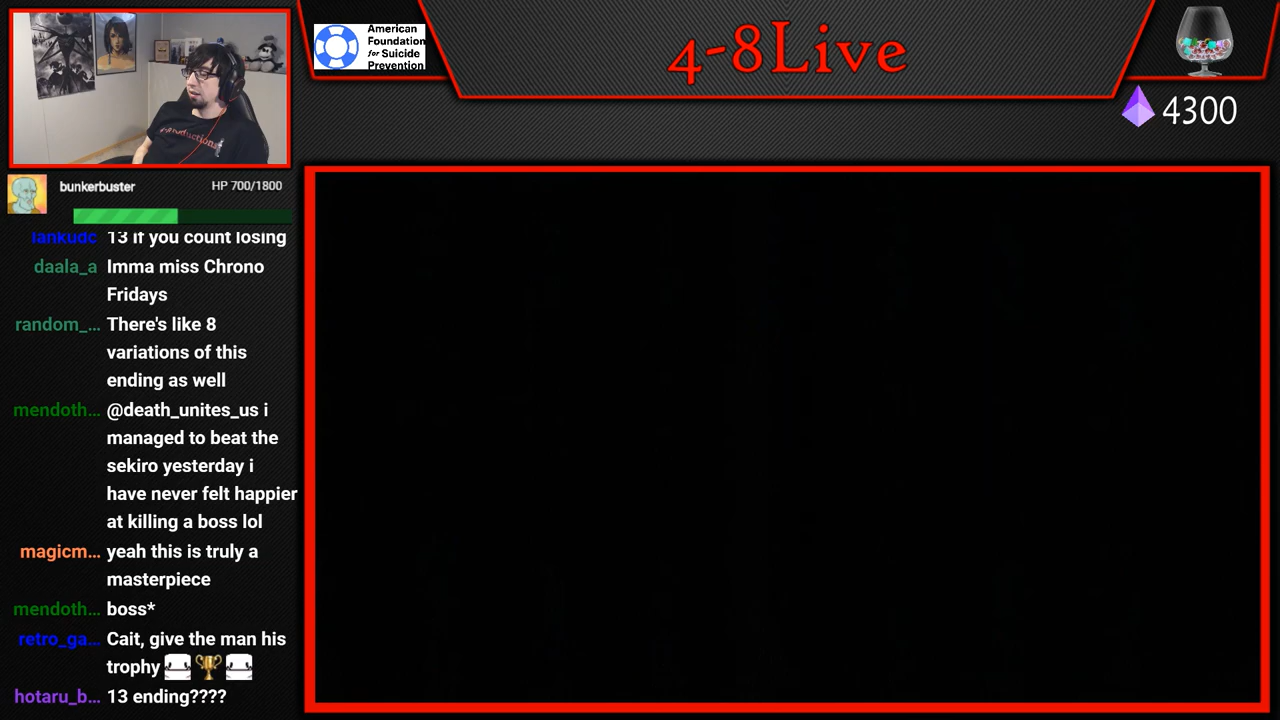 American
Foundation
for Suicide
Prevention
4-8Live
4300
bunkerbuster HP 700/1800
lankudc 13 if you count losing
daala_a Imma miss Chrono
Fridays
random_... There's like 8
variations of this
ending as well
mendoth... @death_unites_us i
managed to beat the
sekiro yesterday i
have never felt happier
at killing a boss lol
magicm... yeah this is truly a
masterpiece
mendoth... boss*
retro_ga... Cait, give the man his
trophy
hotaru_b... 13 ending????